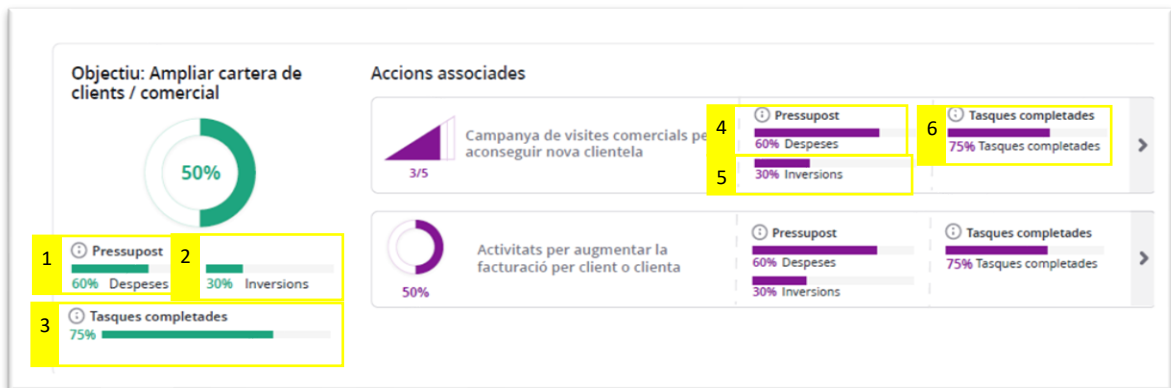 Objectiu: Ampliar cartera de
clients / comercial
50%
1
Pressupost
60% Despeses
2
30% Inversions
3
Tasques completades
75%
Accions associades
3/5
Campanya de visites comercials pe
aconseguir nova clientela
4
Pressupost
60% Despeses
5
30% Inversions
6
Tasques completades
75% Tasques completades
50%
Activitats per augmentar la
facturació per client o clienta
Pressupost
60% Despeses
30% Inversions
Tasques completades
75% Tasques completades